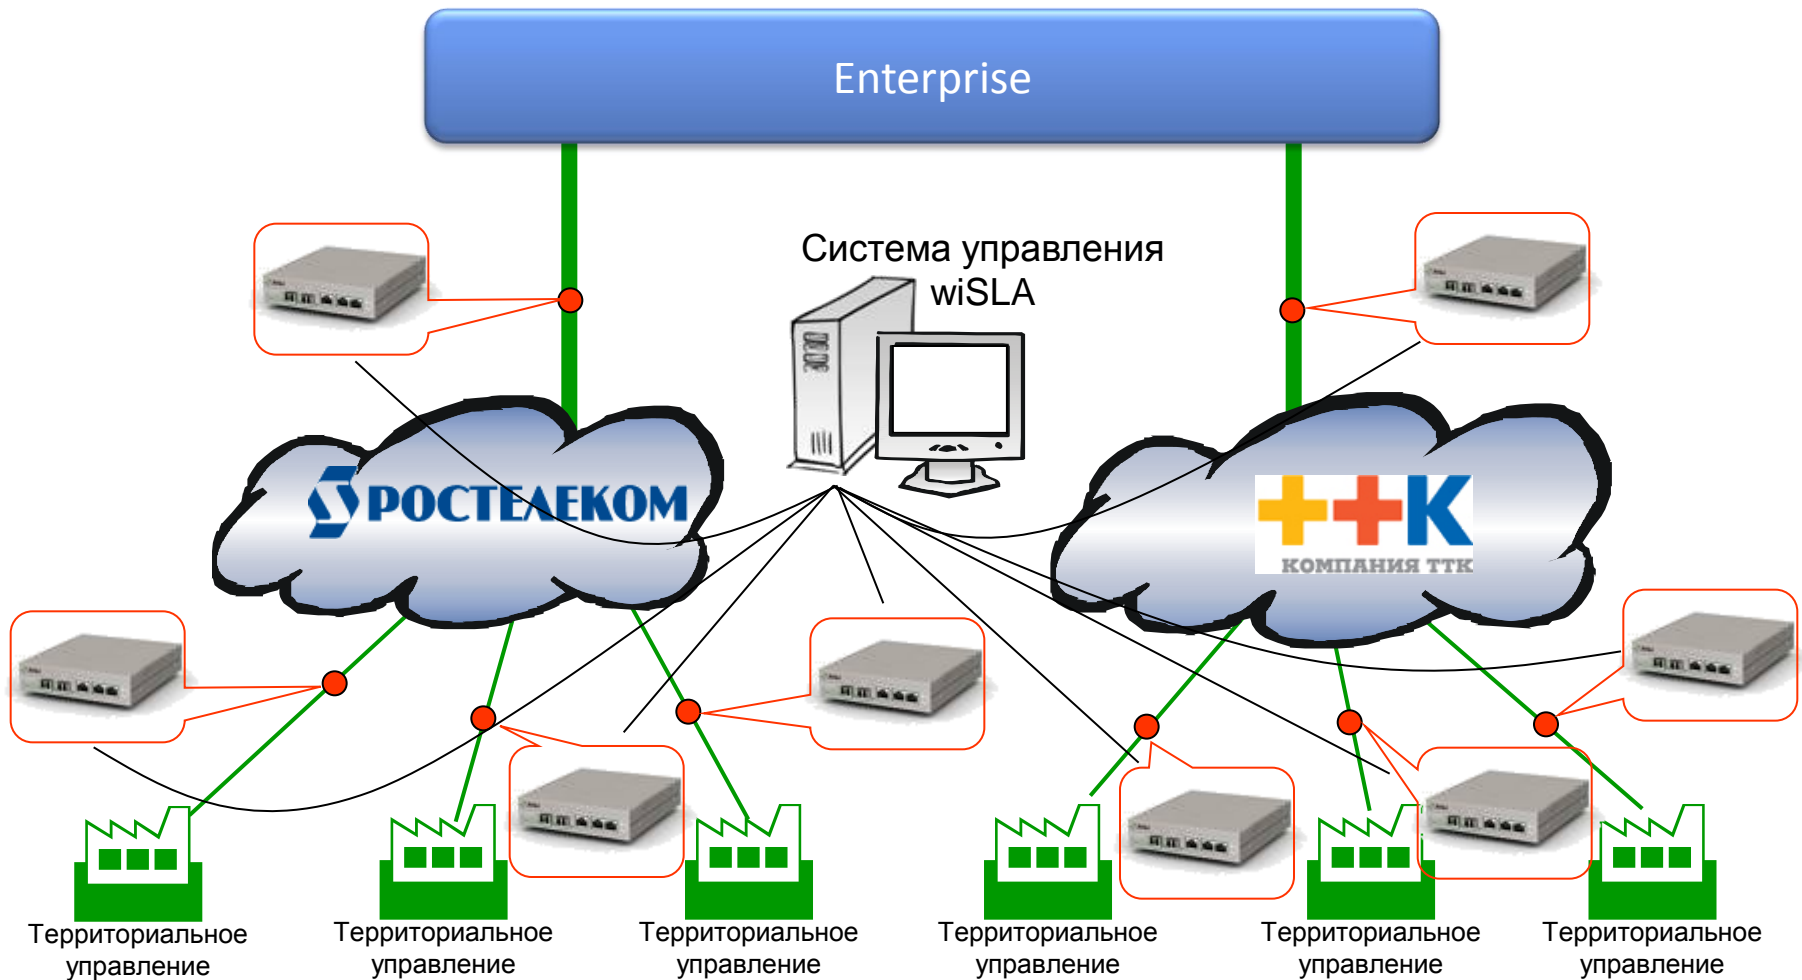 Enterprise
Система управления
wiSLA
РОСТЕЛЕКОМ
ТТК
КОМПАНИЯ ТТК
Территориальное
управление
Территориальное
управление
Территориальное
управление
Территориальное
управление
Территориальное
управление
Территориальное
управление